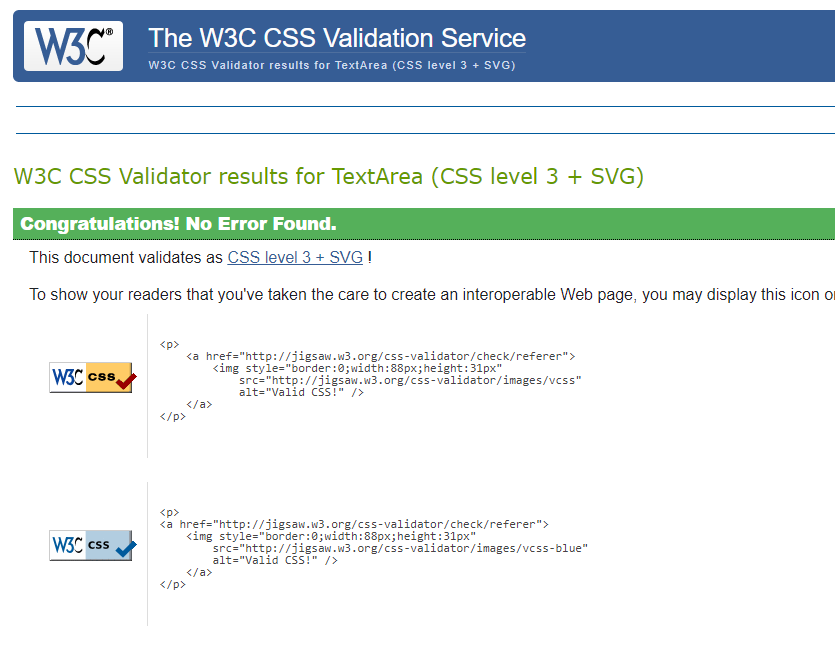 W3C® The W3C CSS Validation Service
W3C CSS Validator results for TextArea (CSS level 3 + SVG)
W3C CSS Validator results for TextArea (CSS level 3 + SVG)
Congratulations! No Error Found.
This document validates as CSS level 3 + SVG !
To show your readers that you've taken the care to create an interoperable Web page, you may display this icon
<p>
    <a href="http://jigsaw.w3.org/css-validator/check/referer">
        <img style="border:0;width:88px;height:31px"
            src="http://jigsaw.w3.org/css-validator/images/vcss"
            alt="Valid CSS!" />
    </a>
</p>
W3C css
<p>
<a href="http://jigsaw.w3.org/css-validator/check/referer">
    <img style="border:0;width:88px;height:31px"
        src="http://jigsaw.w3.org/css-validator/images/vcss-blue"
        alt="Valid CSS!" />
    </a>
</p>
W3C css